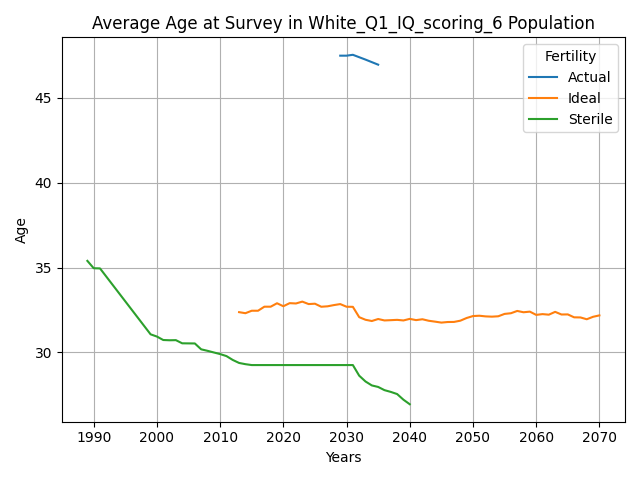 Average Age at Survey in White_Q1_IQ_scoring_6 Population
Fertility
Actual
Ideal
Sterile
Age
45
40
35
30
1990 2000 2010 2020 2030 2040 2050 2060 2070
Years